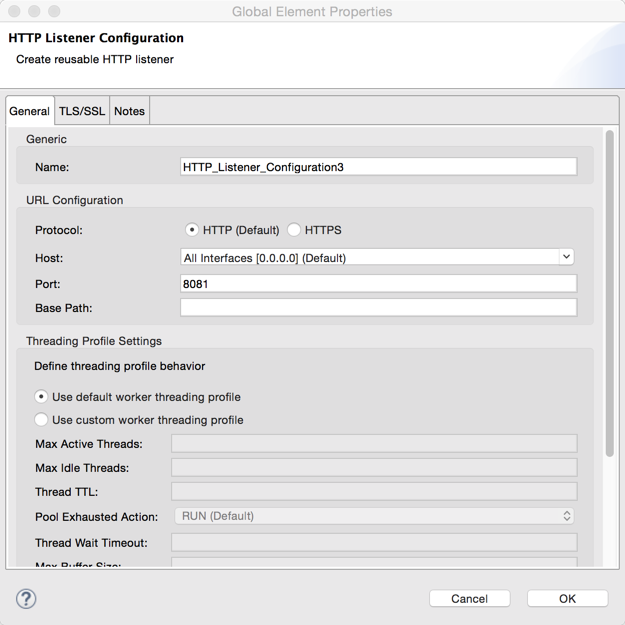 Global Element Properties
HTTP Listener Configuration
Create reusable HTTP listener
General TLS/SSL Notes
Generic
Name: HTTP_Listener_Configuration3
URL Configuration
Protocol: HTTP (Default) HTTPS
Host: All Interfaces [0.0.0.0] (Default)
Port: 8081
Base Path:
Threading Profile Settings
Define threading profile behavior
Use default worker threading profile
Use custom worker threading profile
Max Active Threads:
Max Idle Threads:
Thread TTL:
Pool Exhausted Action: RUN (Default)
Thread Wait Timeout:
Max Buffer Size:
? Cancel OK